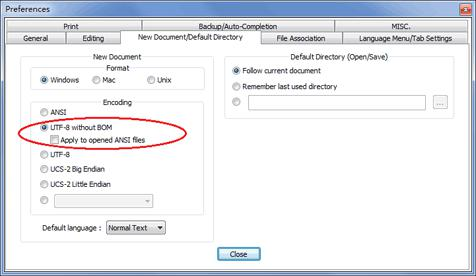 Preferences
Print
Backup/Auto-Completion
MISC.
General
Editing
New Document/Default Directory
File Association
Language Menu/Tab Settings
New Document
Format
Windows
Mac
Unix
Encoding
ANSI
UTF-8 without BOM
Apply to opened ANSI files
UTF-8
UCS-2 Big Endian
UCS-2 Little Endian
Default language :
Normal Text
Default Directory (Open/Save)
Follow current document
Remember last used directory
...
Close